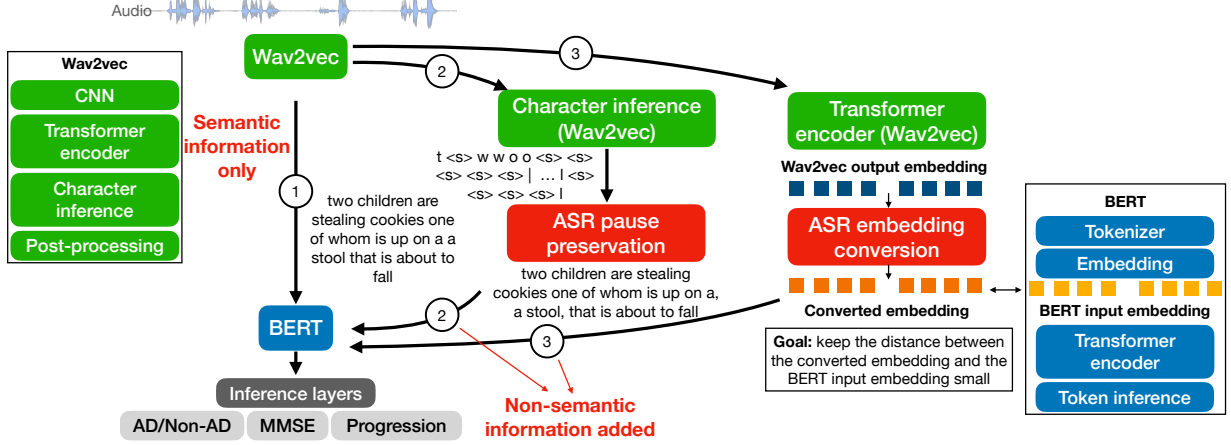 Audio
Wav2vec
CNN
Transformer
encoder
Character
inference
Post-processing
Wav2vec
Semantic
information
only
1
two children are
stealing cookies one
of whom is up on a a
stool that is about to
fall
2
3
Character inference
(Wav2vec)
t <s> w w o o <s> <s>
<s> <s> <s> | … l <s>
<s> <s> <s> l
ASR pause
preservation
two children are stealing
cookies one of whom is up on a,
a stool, that is about to fall
Transformer
encoder (Wav2vec)
Wav2vec output embedding
ASR embedding
conversion
Converted embedding
Goal: keep the distance between
the converted embedding and the
BERT input embedding small
BERT
Tokenizer
Embedding
BERT input embedding
Transformer
encoder
Token inference
2
3
BERT
Inference layers
AD/Non-AD MMSE Progression
Non-semantic
information added